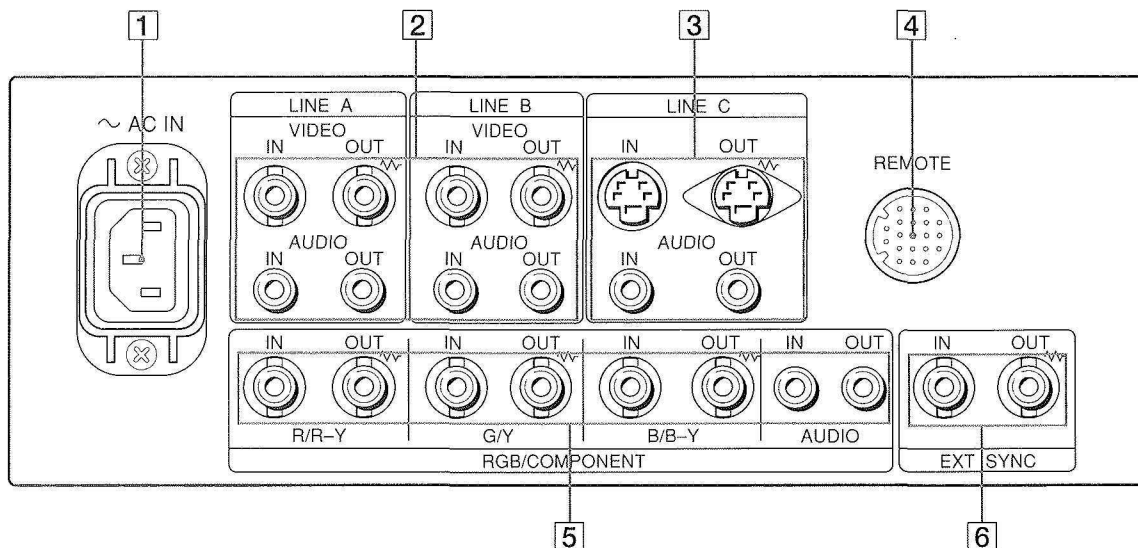 1 2 3 4
LINE A LINE B LINE C
~ AC IN VIDEO VIDEO
IN OUT IN OUT IN OUT
REMOTE
AUDIO AUDIO AUDIO
IN OUT IN OUT IN OUT
IN OUT IN OUT IN OUT IN OUT IN OUT
R/R–Y G/Y B/B–Y AUDIO
RGB/COMPONENT EXT SYNC
5 6